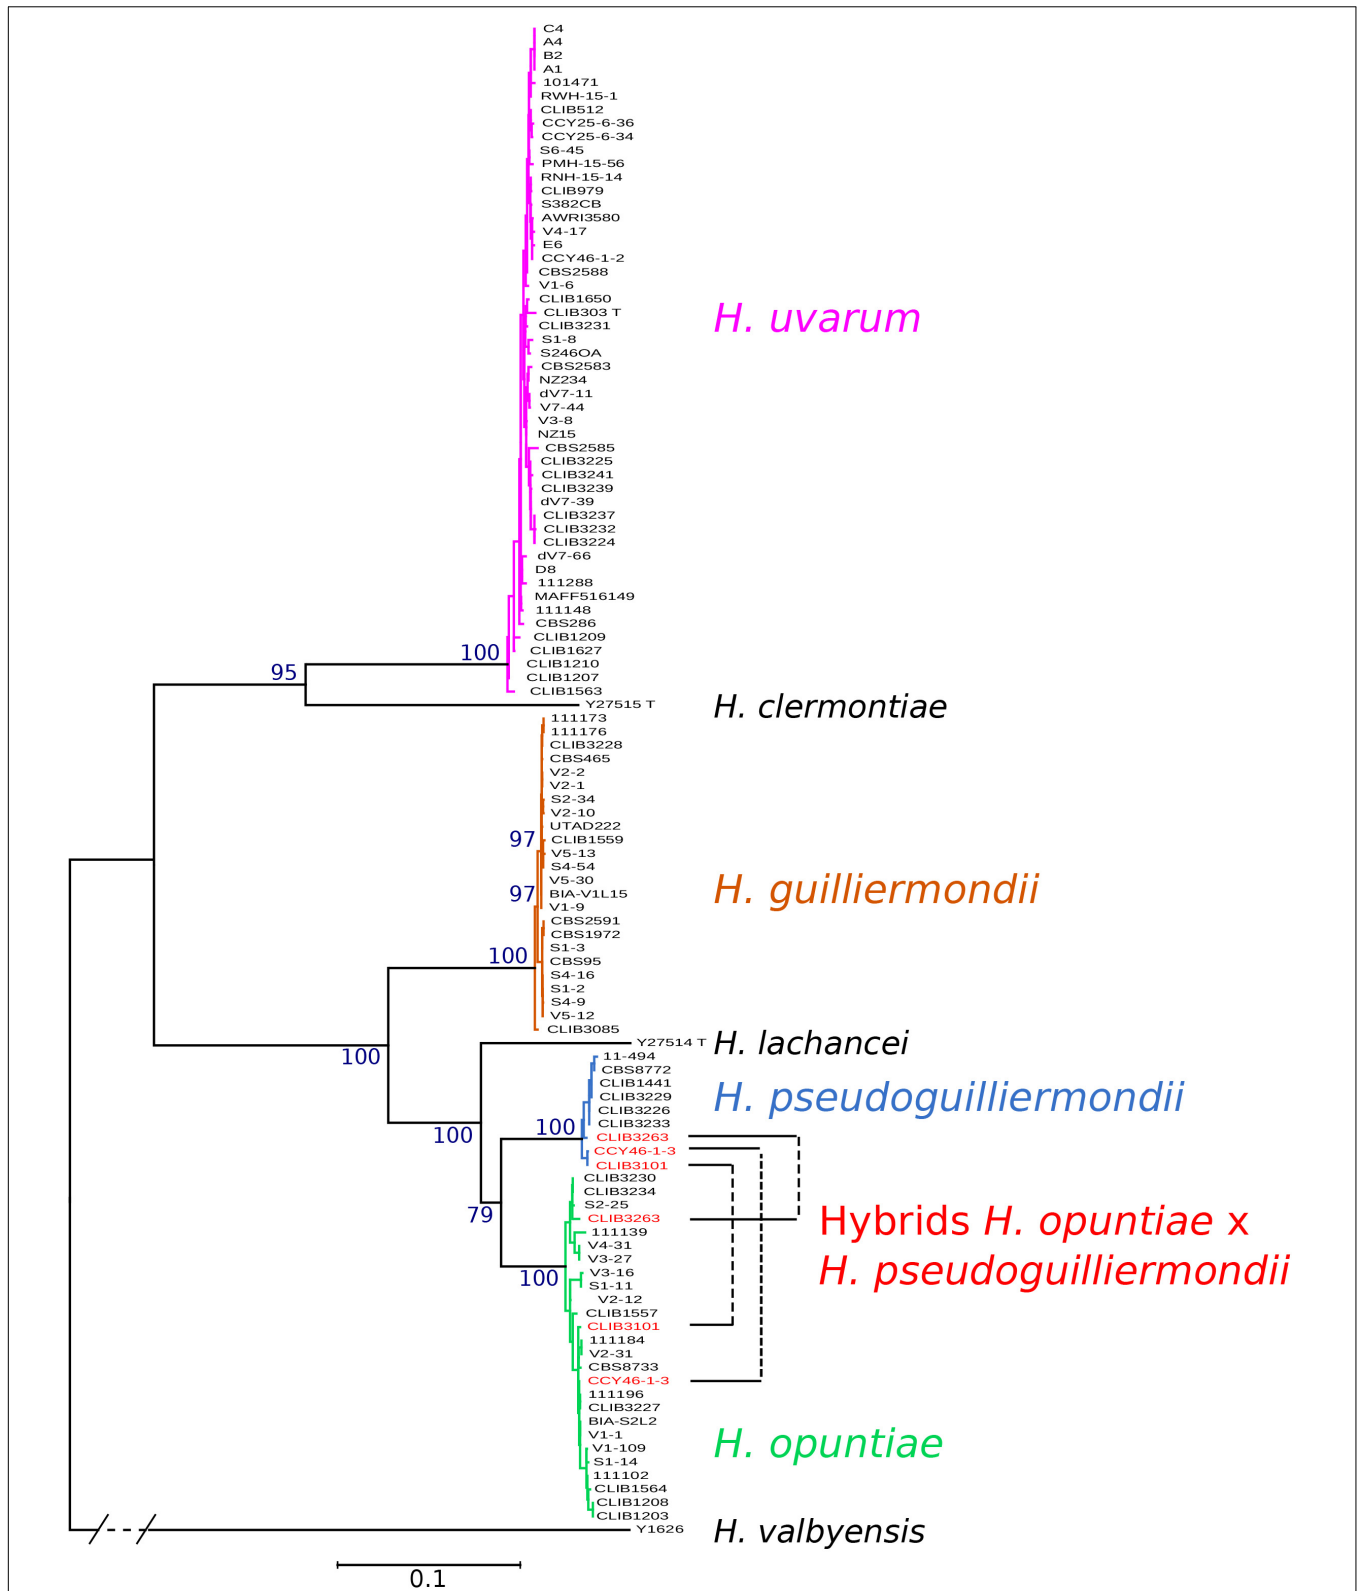 C4
A4
B2
A1
101471
RWH-15-1
CLIB512
CCY25-6-36
CCY25-6-34
S6-45
PMH-15-56
RNH-15-14
CLIB979
S382CB
AWRI3580
V4-17
E6
CCY46-1-2
CBS2588
V1-6
CLIB1650
CLIB303 T
H. uvarum
CLIB3231
S1-8
S246OA
CBS2583
NZ234
dV7-11
V7-44
V3-8
NZ15
CBS2585
CLIB3225
CLIB3241
CLIB3239
dV7-39
CLIB3237
CLIB3232
CLIB3224
dV7-66
D8
111288
MAFF516149
111148
CBS286
CLIB1209
CLIB1627
100
CLIB1210
95
CLIB1207
CLIB1563
Y27515 T
H. clermontiae
111173
111176
CLIB3228
CBS465
V2-2
V2-1
S2-34
V2-10
UTAD222
97
CLIB1559
V5-13
S4-54
V5-30
H. guilliermondii
97
BIA-V1L15
V1-9
CBS2591
CBS1972
S1-3
100
CBS95
S4-16
S1-2
S4-9
V5-12
CLIB3085
Y27514 T
H. lachancei
100
11-494
CBS8772
CLIB1441
CLIB3229
H. pseudoguilliermondii
CLIB3226
CLIB3233
100
100
CLIB3263
CCY46-1-3
CLIB3101
CLIB3230
CLIB3234
S2-25
79
CLIB3263
Hybrids H. opuntiae x
H. pseudoguilliermondii
111139
V4-31
V3-27
100
V3-16
S1-11
V2-12
CLIB1557
CLIB3101
111184
V2-31
CBS8733
CCY46-1-3
111196
CLIB3227
BIA-S2L2
V1-1
H. opuntiae
V1-109
S1-14
111102
CLIB1564
CLIB1208
CLIB1203
Y1626
H. valbyensis
0.1